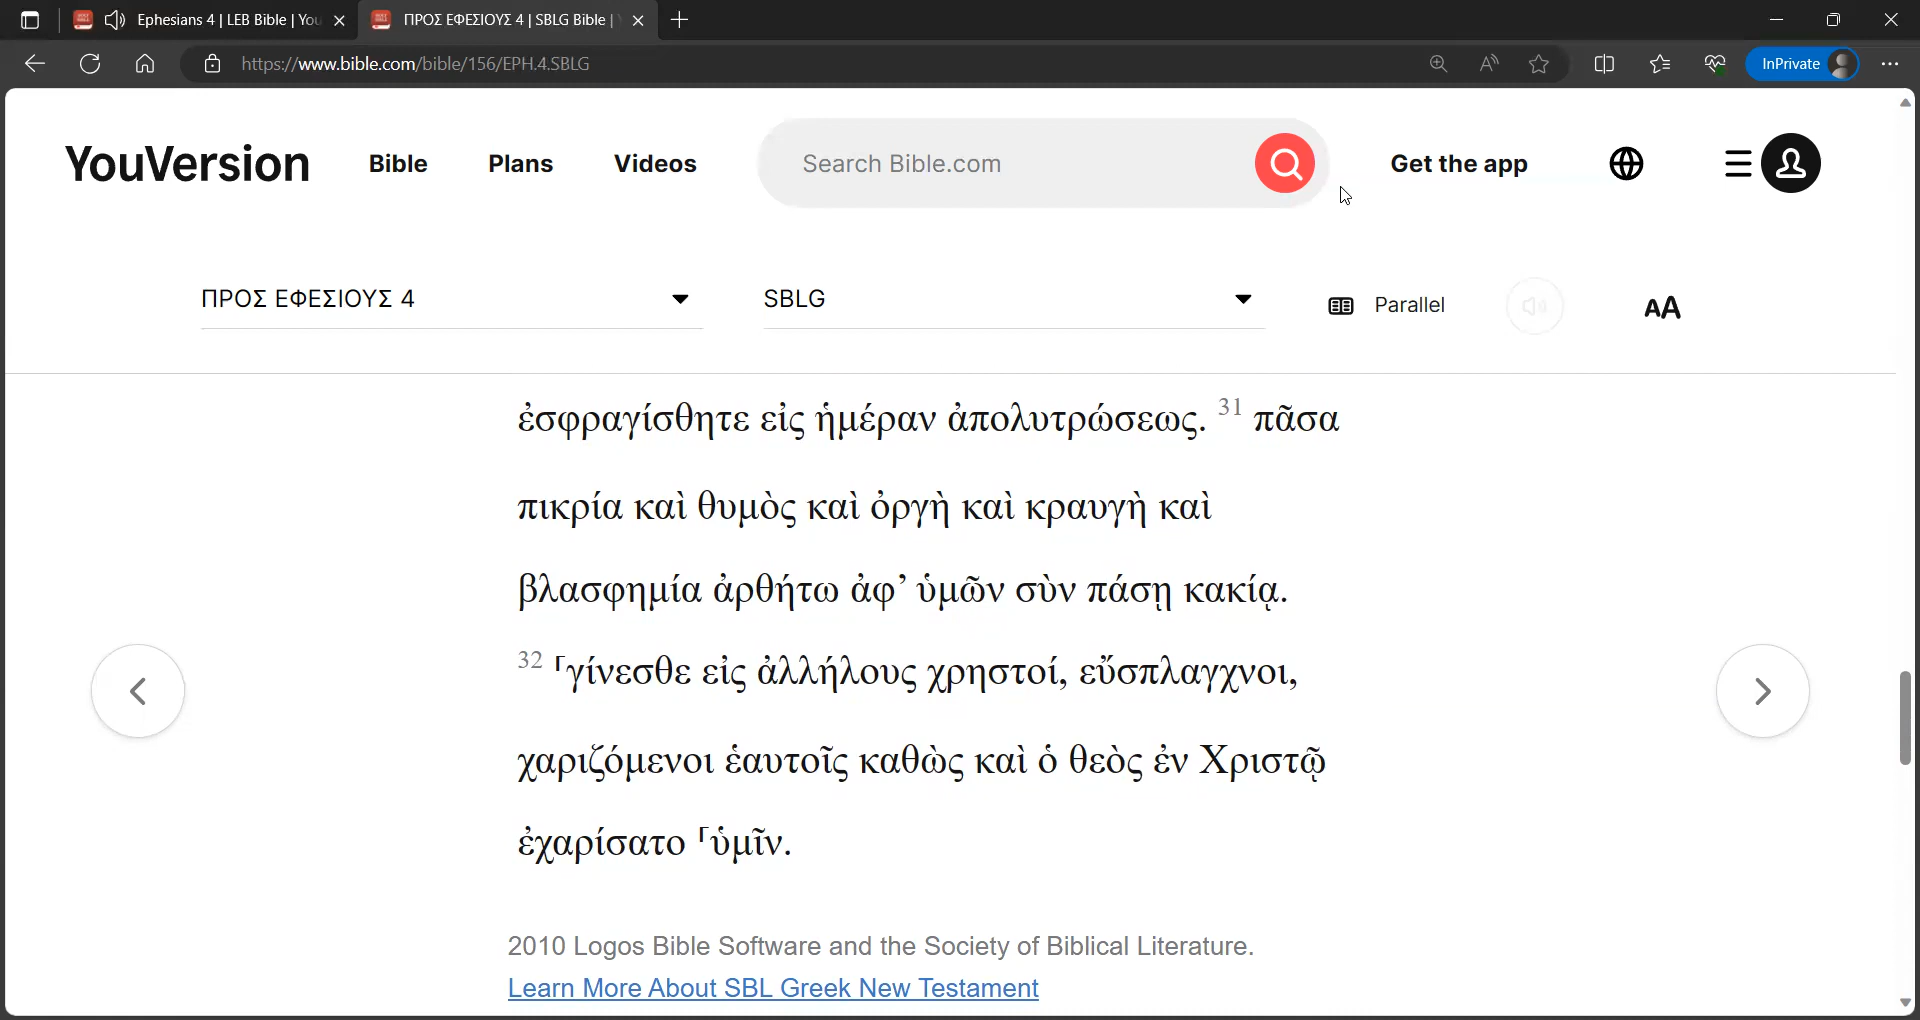 Ephesians 4 | LEB Bible | You
ΠΡΟΣ ΕΦΕΣΙΟΥΣ 4 | SBLG Bible |
https://www.bible.com/bible/156/EPH.4.SBLG
InPrivate
YouVersion
Bible
Plans
Videos
Search Bible.com
Get the app
ΠΡΟΣ ΕΦΕΣΙΟΥΣ 4
SBLG
Parallel
AA
ἐσφραγίσθητε εἰς ἡμέραν ἀπολυτρώσεως. 31 πᾶσα
πικρία καὶ θυμὸς καὶ ὀργὴ καὶ κραυγὴ καὶ
βλασφημία ἀρθήτω ἀφ’ ὑμῶν σὺν πάσῃ κακίᾳ.
32 ⸀γίνεσθε εἰς ἀλλήλους χρηστοί, εὔσπλαγχνοι,
χαριζόμενοι ἑαυτοῖς καθὼς καὶ ὁ θεὸς ἐν Χριστῷ
ἐχαρίσατο ⸀ὑμῖν.
2010 Logos Bible Software and the Society of Biblical Literature.
Learn More About SBL Greek New Testament